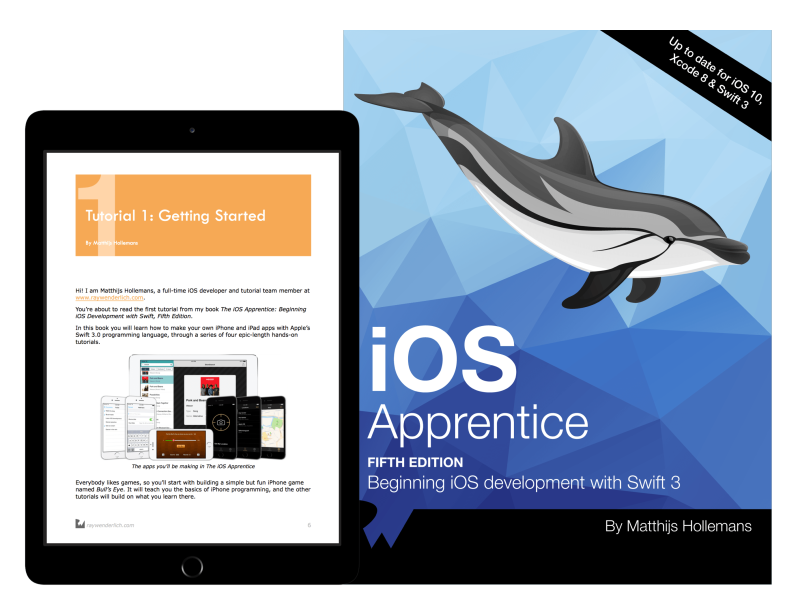 Up to date for iOS 10,
Xcode 8 & Swift 3
iOS
Apprentice
FIFTH EDITION
Beginning iOS development with Swift 3
By Matthijs Hollemans
1
Tutorial 1: Getting Started
By Matthijs Hollemans
Hi! I am Matthijs Hollemans, a full-time iOS developer and tutorial team member at
www.raywenderlich.com.
You're about to read the first tutorial from my book The iOS Apprentice: Beginning
iOS Development with Swift, Fifth Edition.
In this book you will learn how to make your own iPhone and iPad apps with Apple's
Swift 3.0 programming language, through a series of four epic-length hands-on
tutorials.
The apps you'll be making in The iOS Apprentice
Everybody likes games, so you'll start with building a simple but fun iPhone game
named Bull's Eye. It will teach you the basics of iPhone programming, and the other
tutorials will build on what you learn there.
raywenderlich.com 6